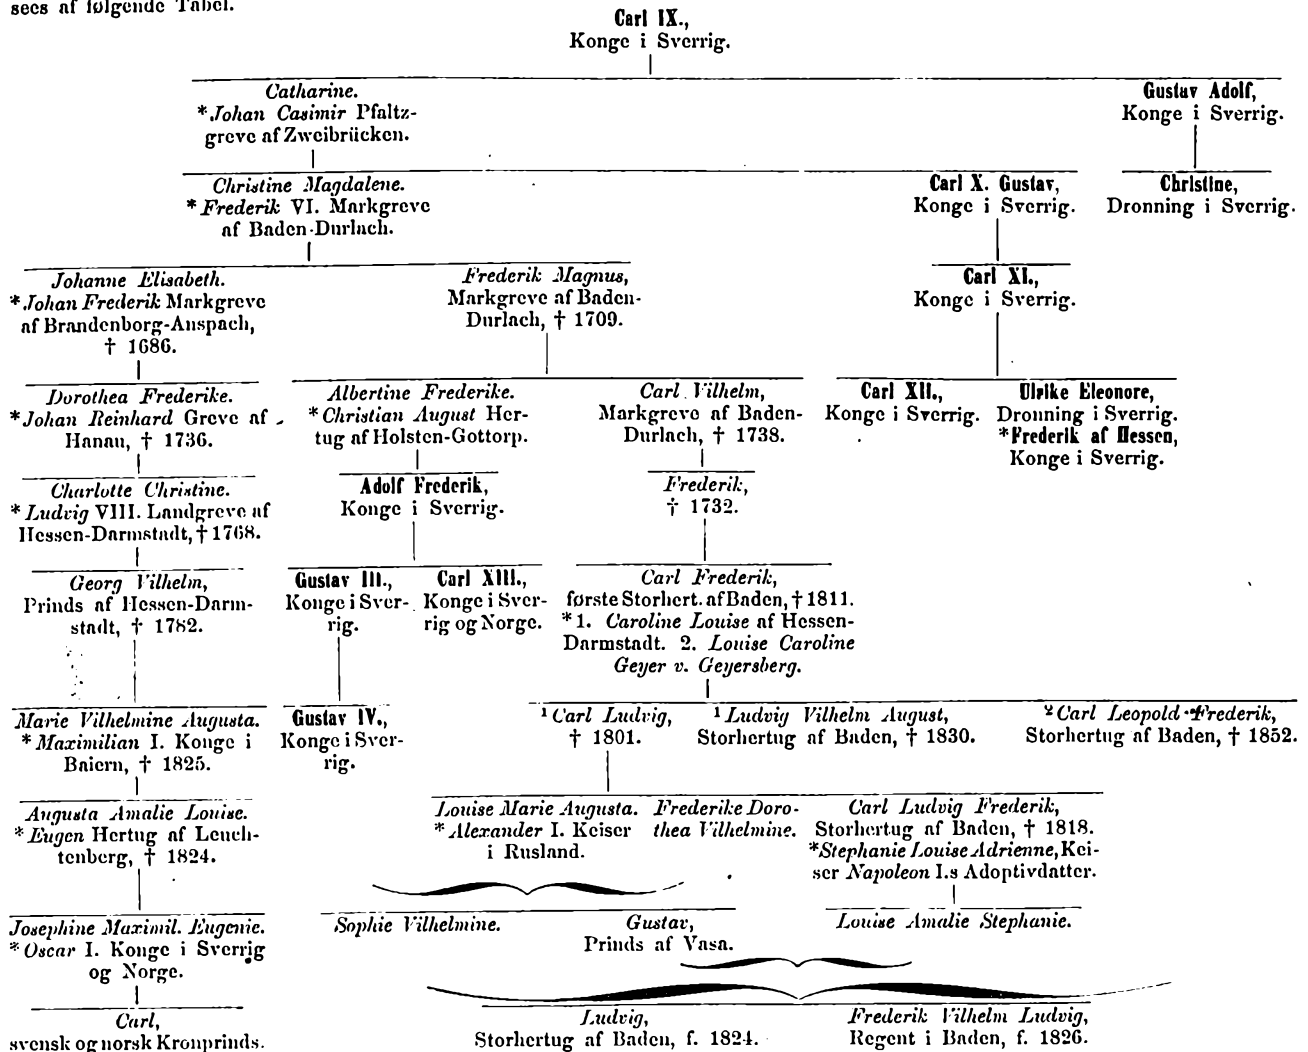 sees af følgende Tabel.
Carl IX.,
Konge i Sverrig.
Catharine.
*Johan Casimir Pfaltz-
greve af Zweibrücken.
Gustav Adolf,
Konge i Sverrig.
Christine Magdalene.
*Frederik VI. Markgreve
af Baden-Durlach.
Carl X. Gustav,
Konge i Sverrig.
Christine,
Dronning i Sverrig.
Johanne Elisabeth.
*Johan Frederik Markgreve
af Brandenborg-Anspach,
† 1686.
Frederik Magnus,
Markgreve af Baden-
Durlach, † 1709.
Carl XI.,
Konge i Sverrig.
Dorothea Frederike.
*Johan Reinhard Greve af
Hanau, † 1736.
Albertine Frederike.
*Christian August Her-
tug af Holsten-Gottorp.
Carl Vilhelm,
Markgreve af Baden-
Durlach, † 1738.
Carl XII.,
Konge i Sverrig.
Ulrike Eleonore,
Dronning i Sverrig.
*Frederik af Hessen,
Konge i Sverrig.
Charlotte Christine.
*Ludvig VIII. Landgreve af
Hessen-Darmstadt, † 1768.
Adolf Frederik,
Konge i Sverrig.
Frederik,
† 1732.
Georg Vilhelm,
Prinds af Hessen-Darm-
stadt, † 1782.
Gustav III.,
Konge i Sver-
rig.
Carl XIII.,
Konge i Sver-
rig og Norge.
Carl Frederik,
første Storhert. af Baden, † 1811.
*1. Caroline Louise af Hessen-
Darmstadt. 2. Louise Caroline
Geyer v. Geyersberg.
Marie Vilhelmine Augusta.
*Maximilian I. Konge i
Baiern, † 1825.
Gustav IV.,
Konge i Sver-
rig.
¹ Carl Ludvig,
† 1801.
¹ Ludvig Vilhelm August,
Storhertug af Baden, † 1830.
² Carl Leopold Frederik,
Storhertug af Baden, † 1852.
Augusta Amalie Louise.
*Eugen Hertug af Leuch-
tenberg, † 1824.
Louise Marie Augusta.
*Alexander I. Keiser
i Rusland.
Frederike Doro-
thea Vilhelmine.
Carl Ludvig Frederik,
Storhertug af Baden, † 1818.
*Stephanie Louise Adrienne, Kei-
ser Napoleon I.s Adoptivdatter.
Josephine Maximil. Eugenie.
*Oscar I. Konge i Sverrig
og Norge.
Sophie Vilhelmine.
Gustav,
Prinds af Vasa.
Louise Amalie Stephanie.
Carl,
svensk og norsk Kronprinds.
Ludvig,
Storhertug af Baden, f. 1824.
Frederik Vilhelm Ludvig,
Regent i Baden, f. 1826.